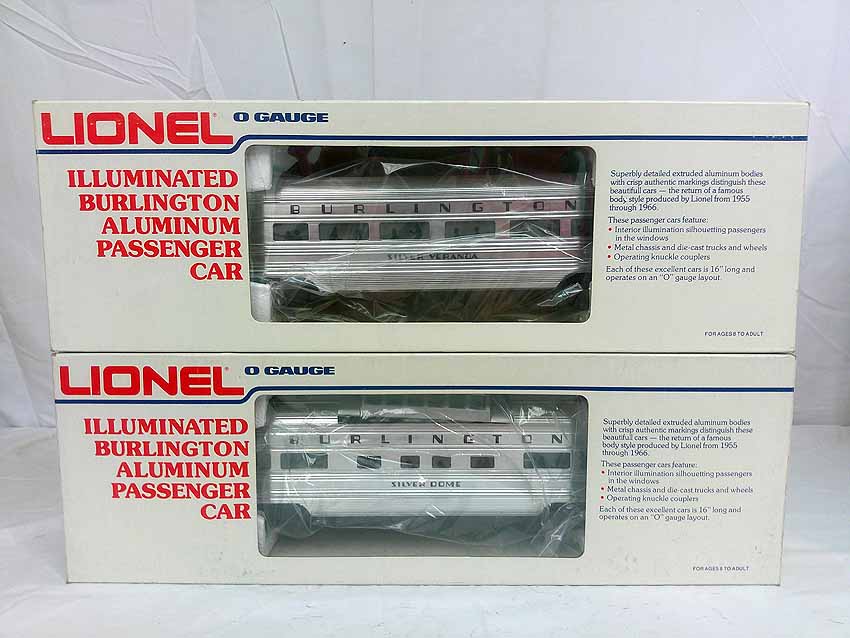 LIONEL O GAUGE
ILLUMINATED
BURLINGTON
ALUMINUM
PASSENGER
CAR
BURLINGTON
SILVER VERANDA
Superbly detailed extruded aluminum bodies
with crisp authentic markings distinguish these
beautifull cars — the return of a famous
body style produced by Lionel from 1955
through 1966.
These passenger cars feature:
• Interior illumination silhouetting passengers
in the windows
• Metal chassis and die-cast trucks and wheels
• Operating knuckle couplers
Each of these excellent cars is 16" long and
operates on an "O" gauge layout.
FOR AGES 8 TO ADULT
LIONEL O GAUGE
ILLUMINATED
BURLINGTON
ALUMINUM
PASSENGER
CAR
BURLINGTON
SILVER DOME
Superbly detailed extruded aluminum bodies
with crisp authentic markings distinguish these
beautifull cars — the return of a famous
body style produced by Lionel from 1955
through 1966.
These passenger cars feature:
• Interior illumination silhouetting passengers
in the windows
• Metal chassis and die-cast trucks and wheels
• Operating knuckle couplers
Each of these excellent cars is 16" long and
operates on an "O" gauge layout.
FOR AGES 8 TO ADULT